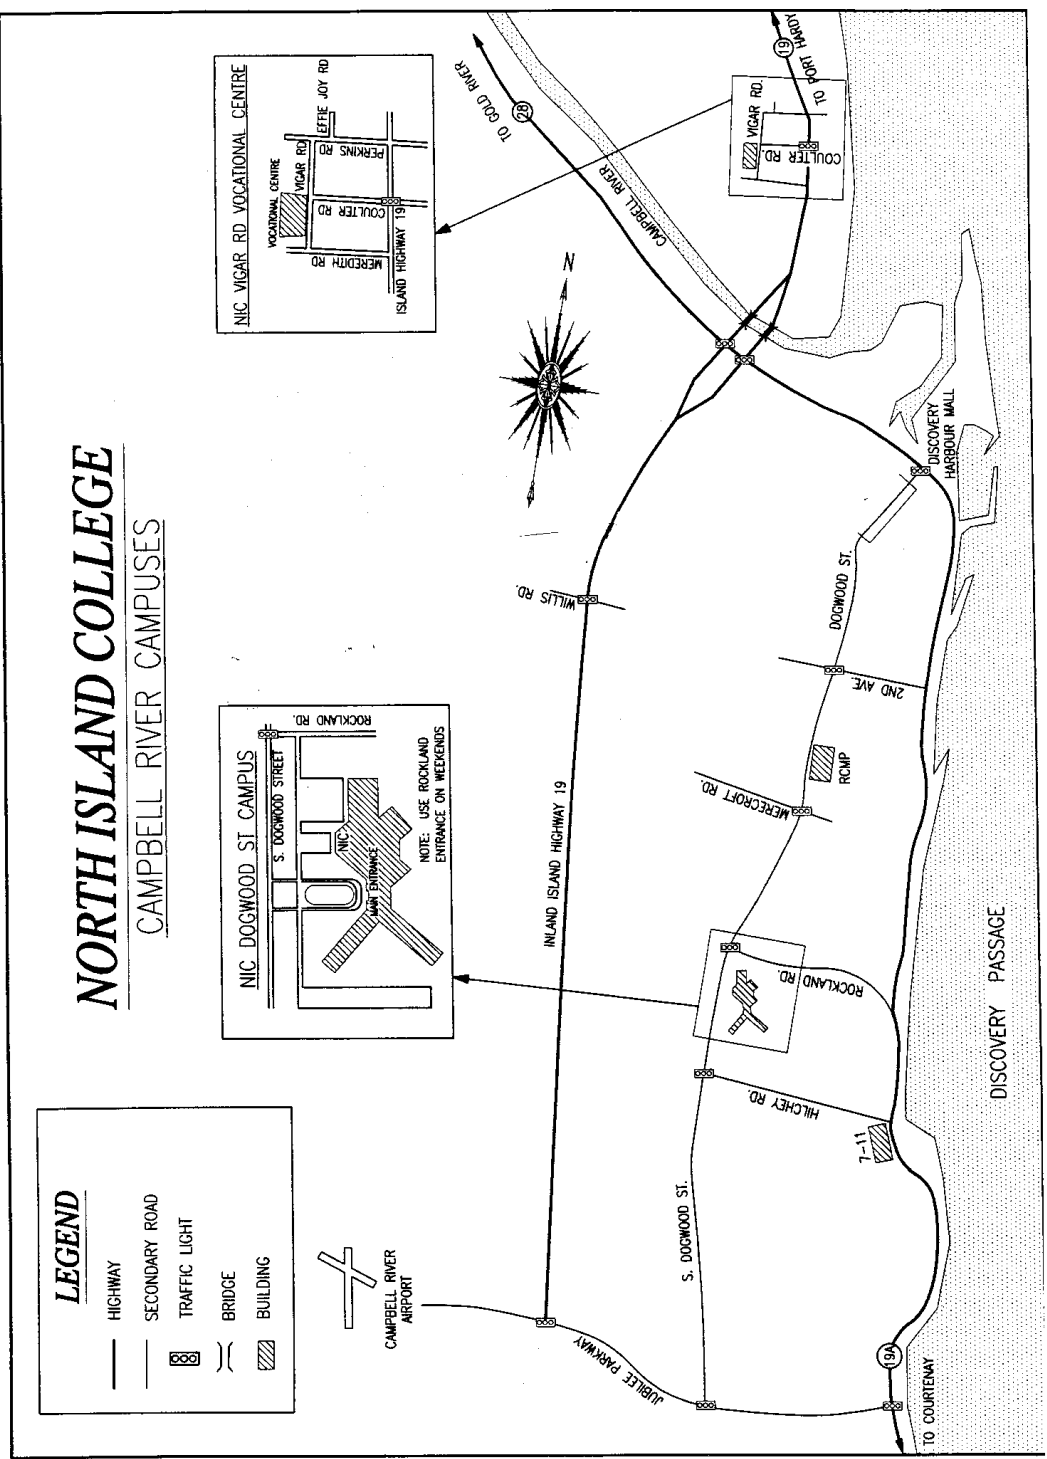 NORTH ISLAND COLLEGE
CAMPBELL RIVER CAMPUSES
LEGEND
HIGHWAY
SECONDARY ROAD
TRAFFIC LIGHT
BRIDGE
BUILDING
NIC DOGWOOD ST CAMPUS
S. DOGWOOD STREET
ROCKLAND RD.
NIC
MAIN ENTRANCE
NOTE: USE ROCKLAND
ENTRANCE ON WEEKENDS
NIC VIGAR RD VOCATIONAL CENTRE
VOCATIONAL CENTRE
VIGAR RD
EFFIE JOY RD
PERKINS RD
COULTER RD
MEREDITH RD
ISLAND HIGHWAY 19
N
TO GOLD RIVER
28
CAMPBELL RIVER
19
TO PORT HARDY
VIGAR RD.
COULTER RD.
CAMPBELL RIVER
AIRPORT
JUBILEE PARKWAY
INLAND ISLAND HIGHWAY 19
WILLIS RD.
S. DOGWOOD ST.
HILCHEY RD.
ROCKLAND RD.
MERECROFT RD.
RCMP
2ND AVE.
DOGWOOD ST.
DISCOVERY
HARBOUR MALL
7-11
19A
TO COURTENAY
DISCOVERY PASSAGE